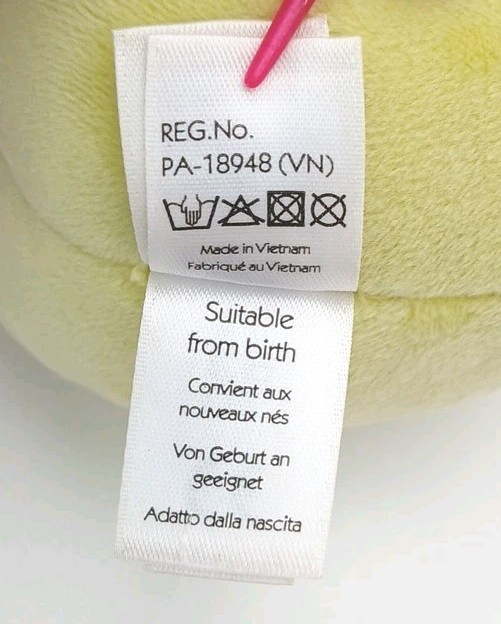 REG.No.
PA-18948 (VN)
Made in Vietnam
Fabriqué au Vietnam
Suitable
from birth
Convient aux
nouveaux nés
Von Geburt an
geeignet
Adatto dalla nascita